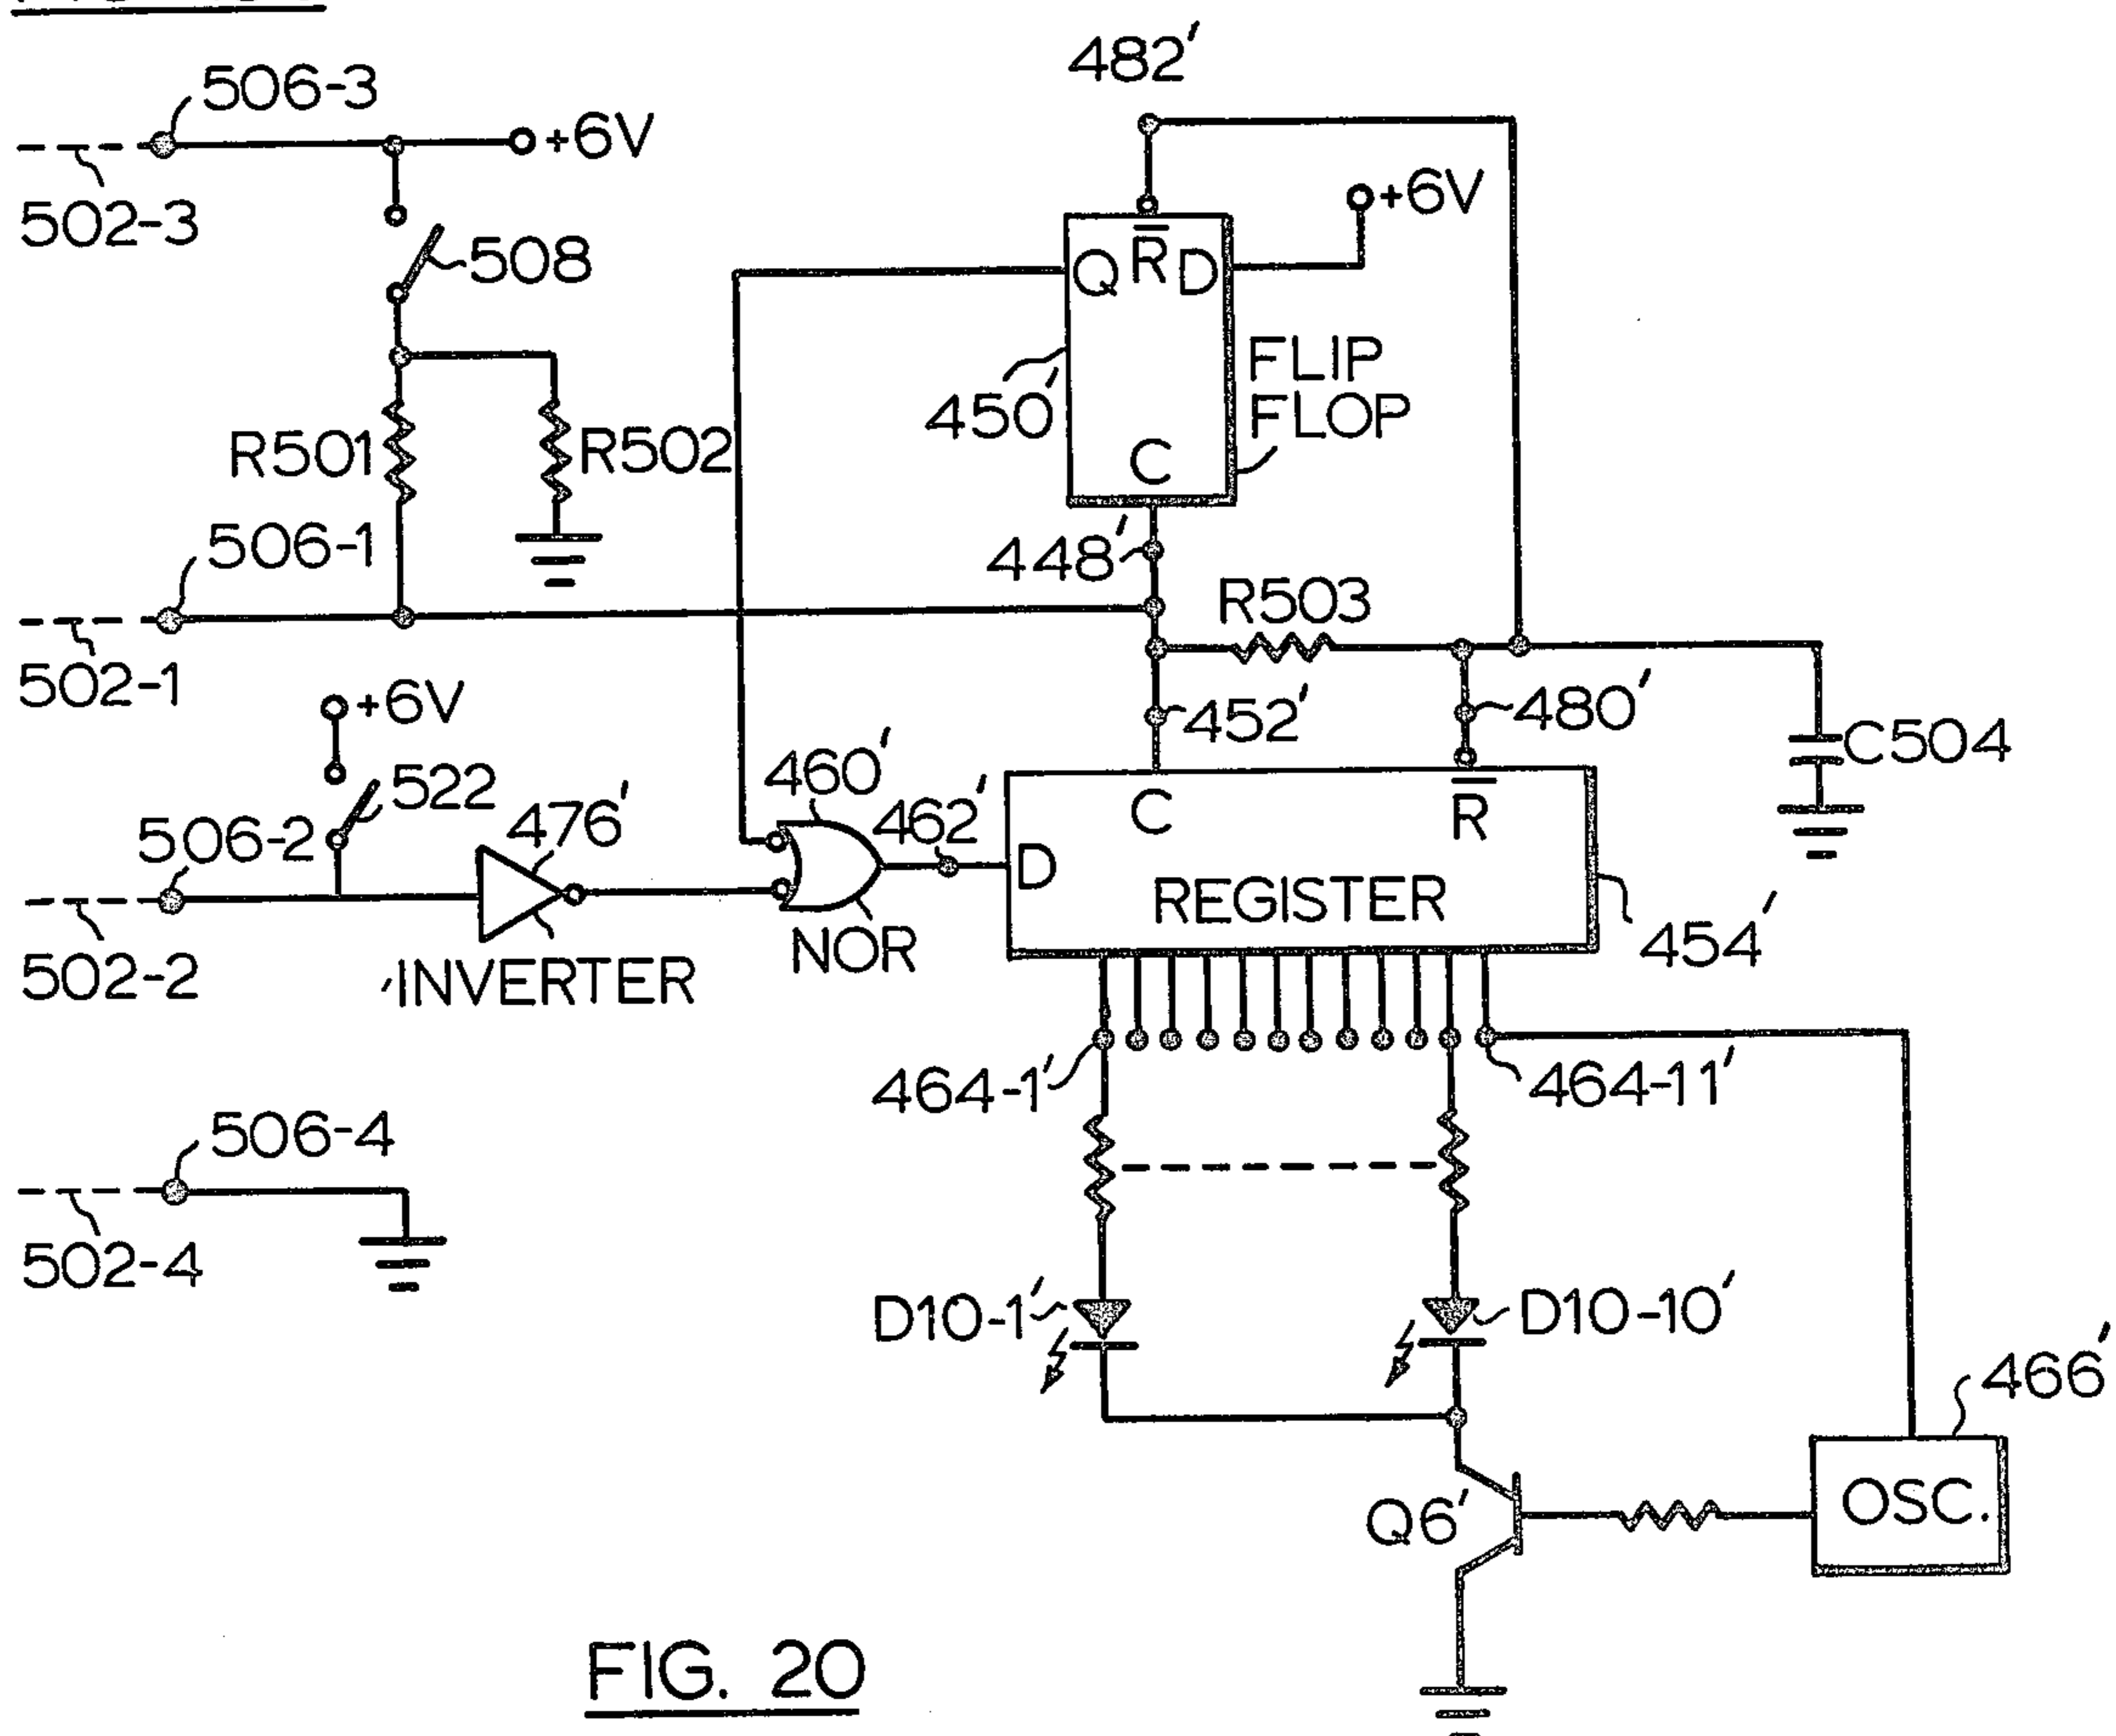 482'
506-3
+6V
502-3
+6V
508
Q R̅ D
FLIP
FLOP
450'
R501
R502
C
506-1
448'
R503
502-1
+6V
452'
480'
C504
522
460'
462'
476'
506-2
C
R̅
D
REGISTER
NOR
454'
502-2
INVERTER
464-1'
464-11'
506-4
502-4
D10-1'
D10-10'
466'
Q6'
OSC.
FIG. 20